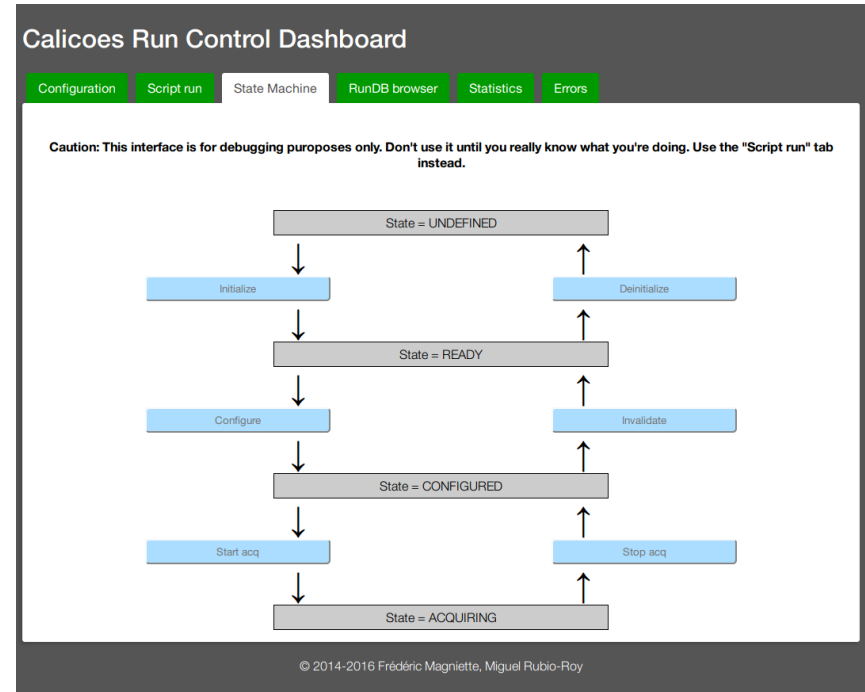 Calicoes Run Control Dashboard
Configuration Script run State Machine RunDB browser Statistics Errors
Caution: This interface is for debugging puroposes only. Don't use it until you really know what you're doing. Use the "Script run" tab
instead.
State = UNDEFINED
Initialize Deinitialize
State = READY
Configure Invalidate
State = CONFIGURED
Start acq Stop acq
State = ACQUIRING
© 2014-2016 Frédéric Magniette, Miguel Rubio-Roy